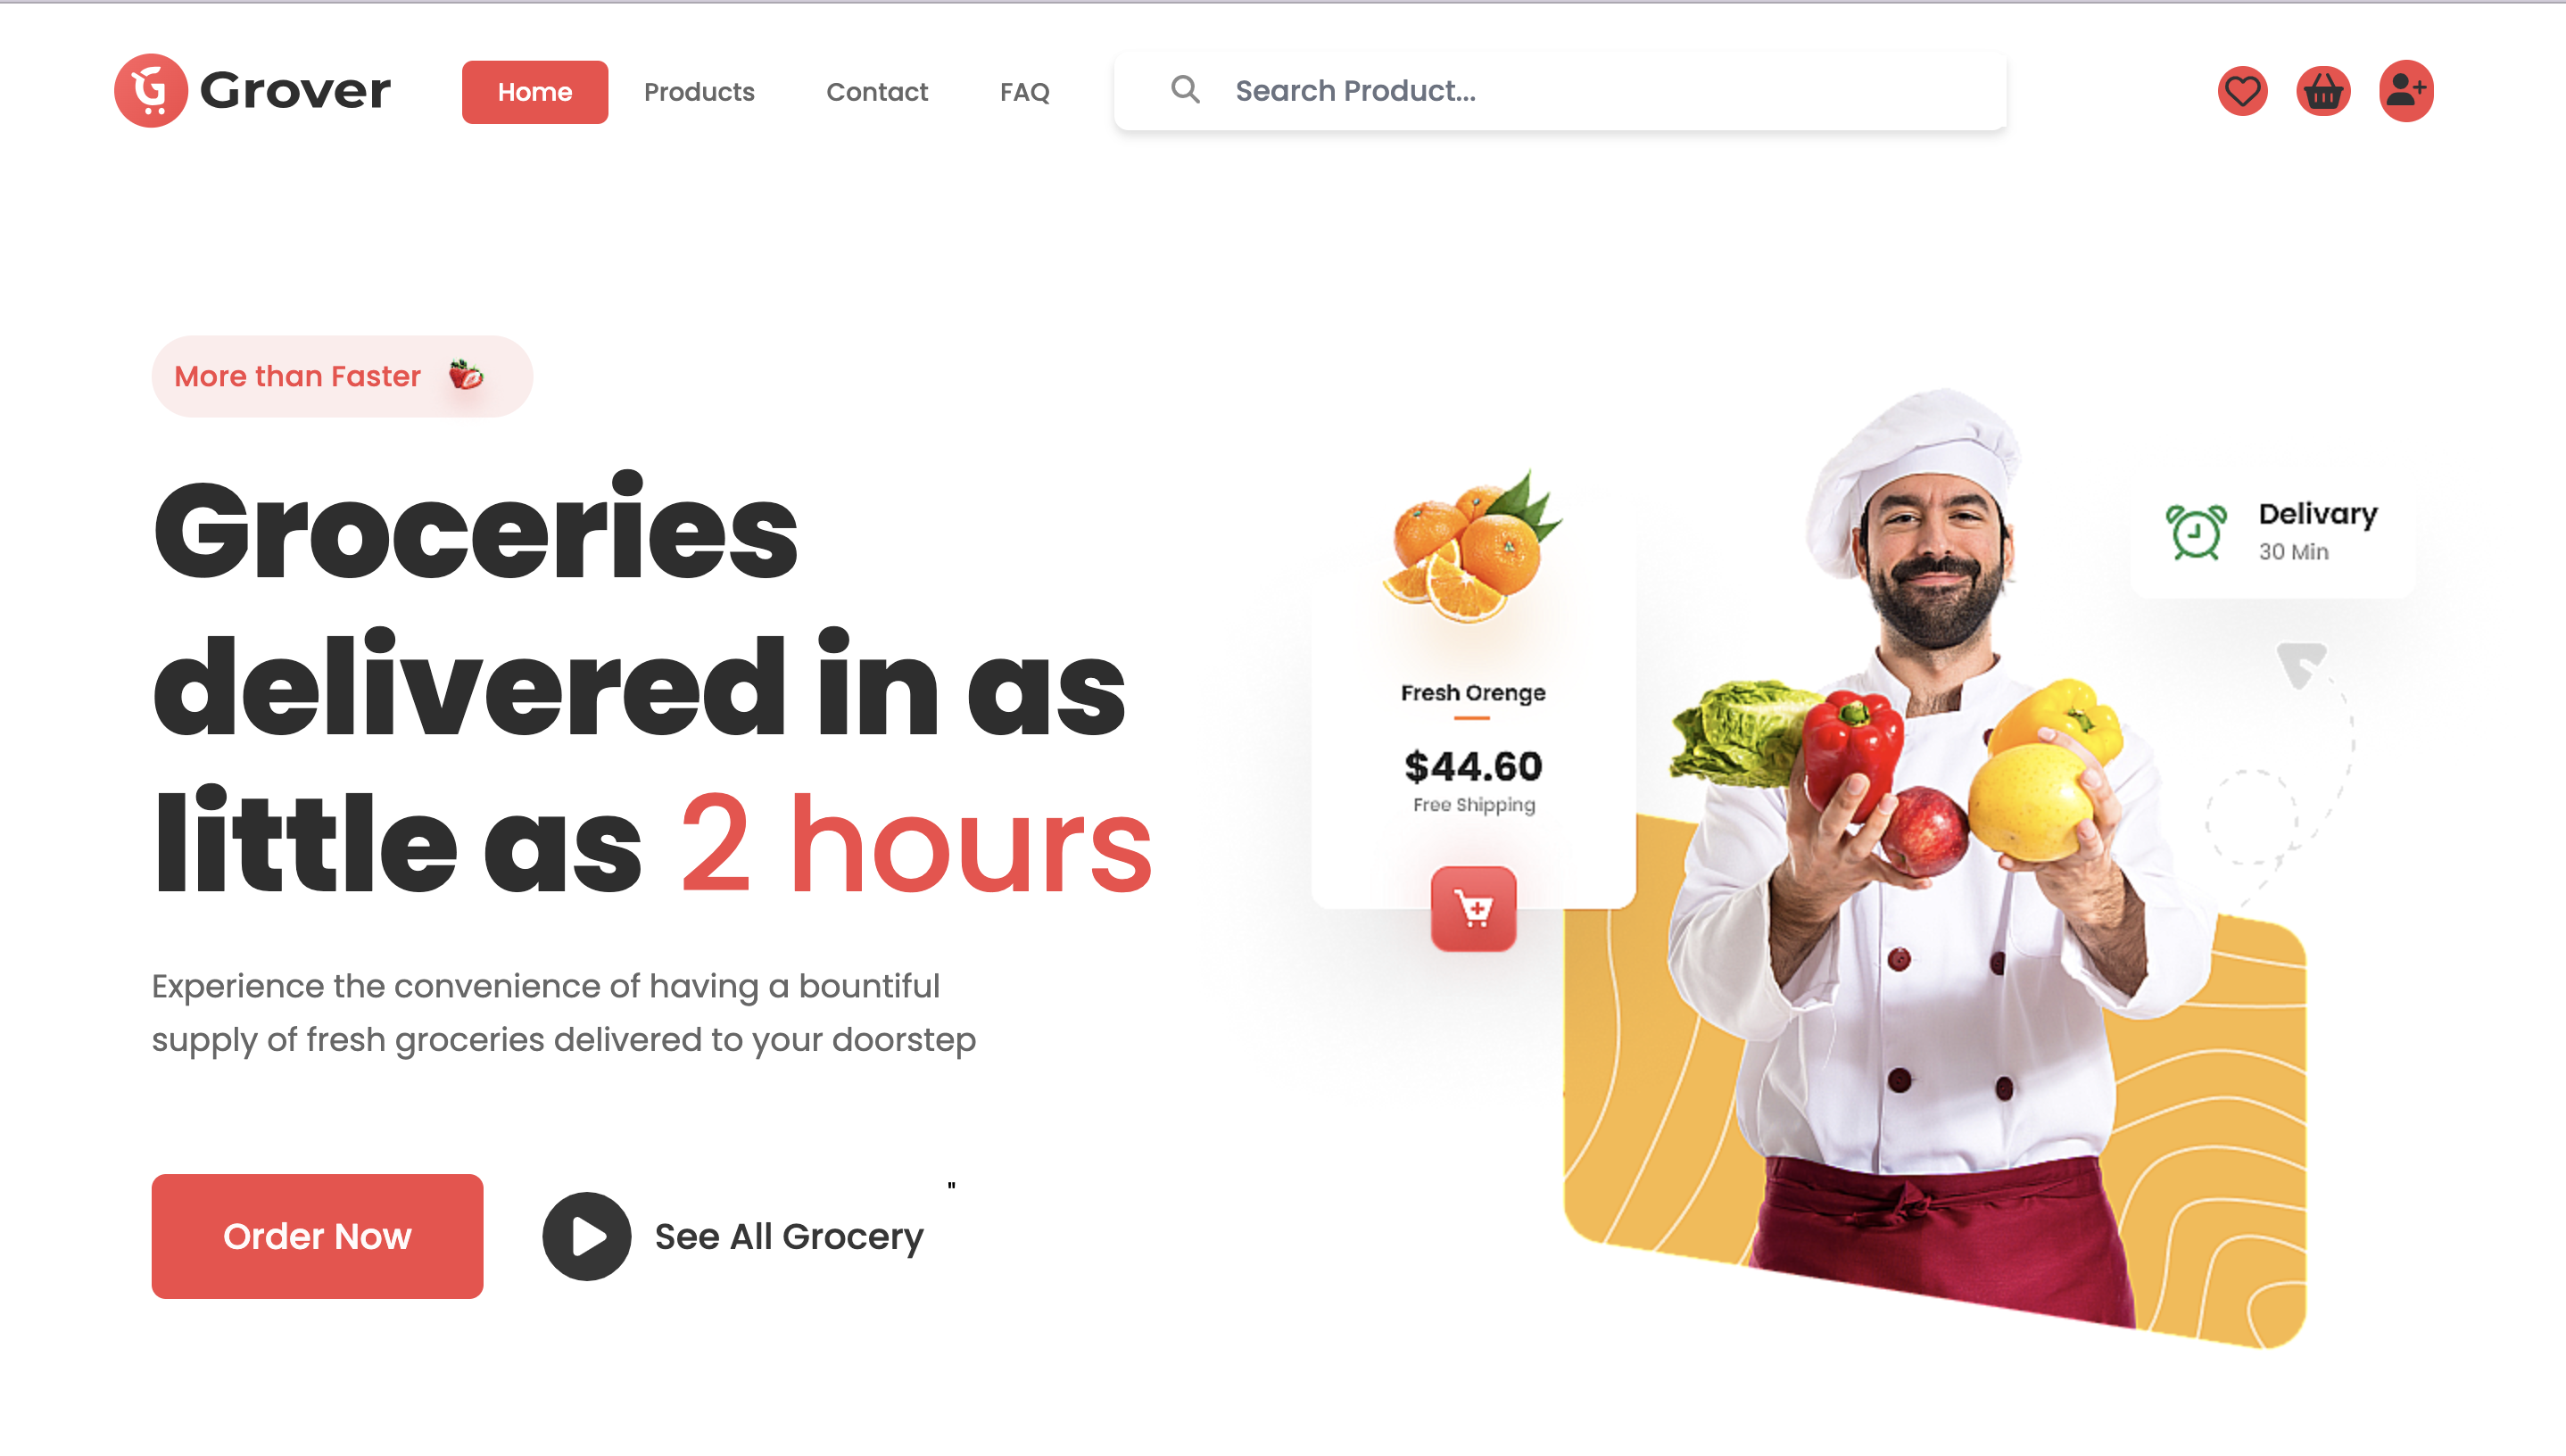 Grover
Home
Products
Contact
FAQ
Search Product...
More than Faster
Groceries
delivered in as
little as 2 hours
Experience the convenience of having a bountiful
supply of fresh groceries delivered to your doorstep
Order Now
See All Grocery
"
Fresh Orenge
$44.60
Free Shipping
Delivary
30 Min